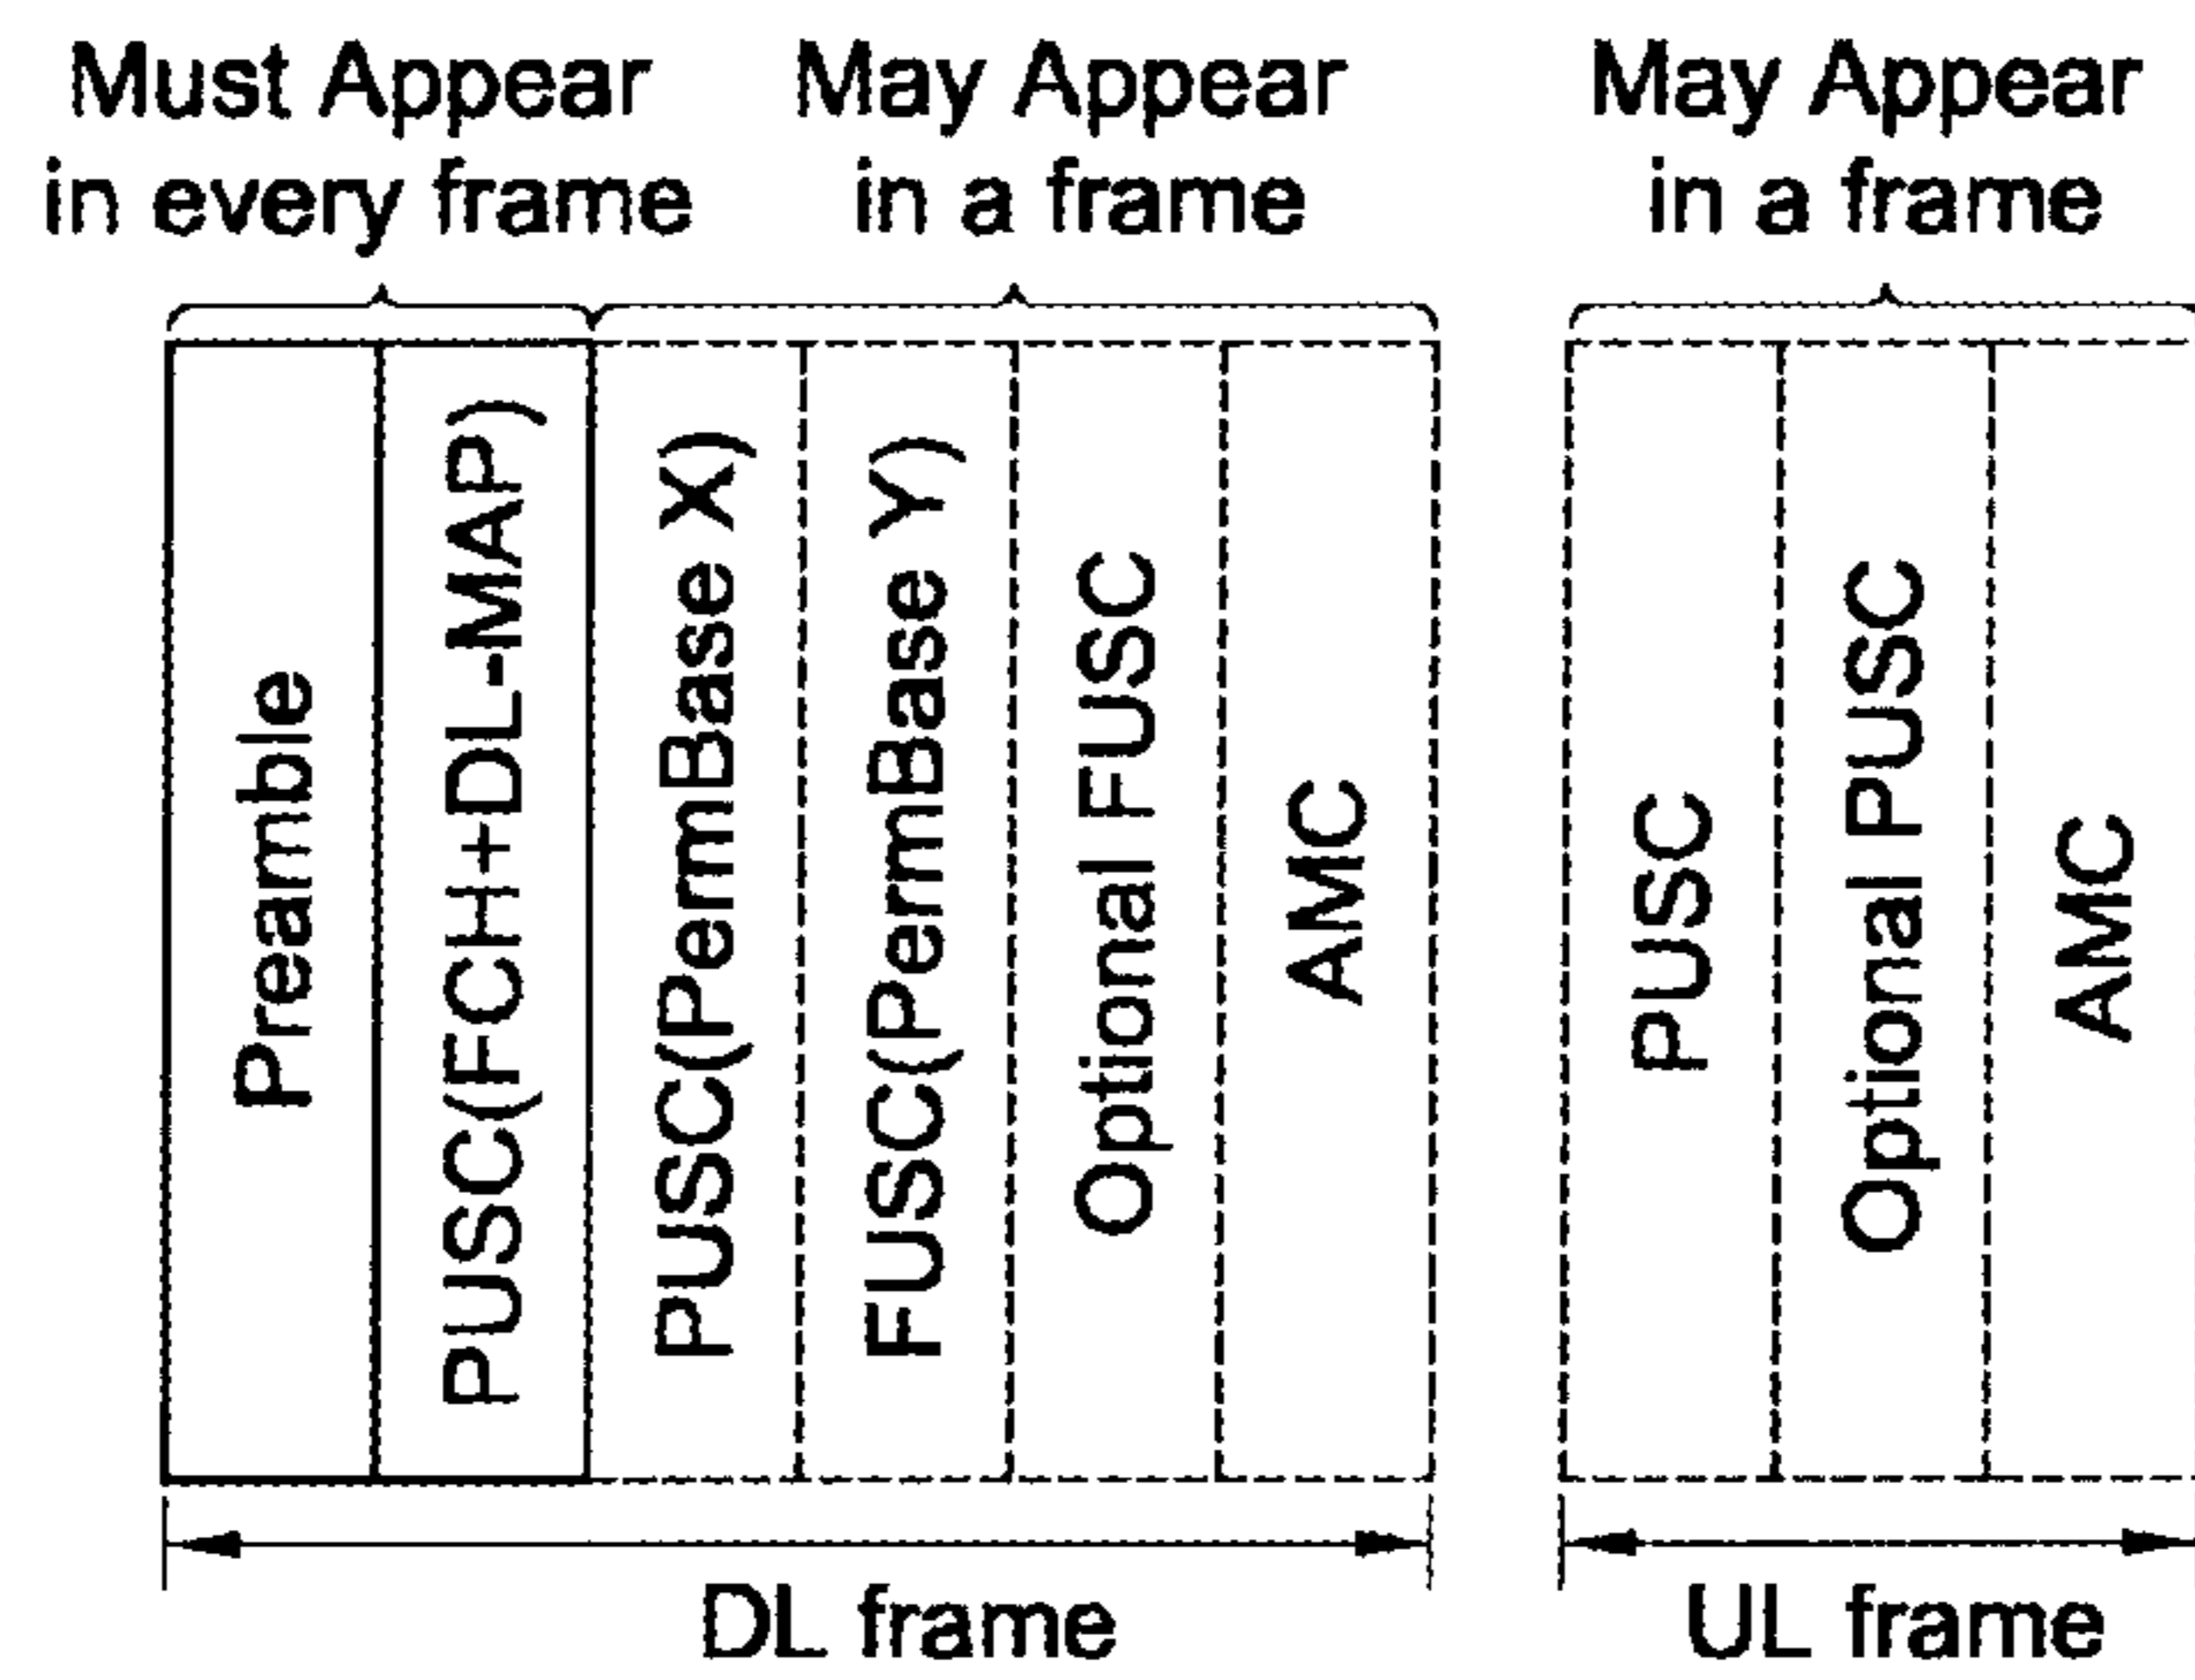 Must Appear
in every frame
May Appear
in a frame
May Appear
in a frame
Preamble
PUSC(FCH+DL-MAP)
PUSC(PermBase X)
FUSC(PermBase Y)
Optional FUSC
AMC
PUSC
Optional PUSC
AMC
DL frame
UL frame